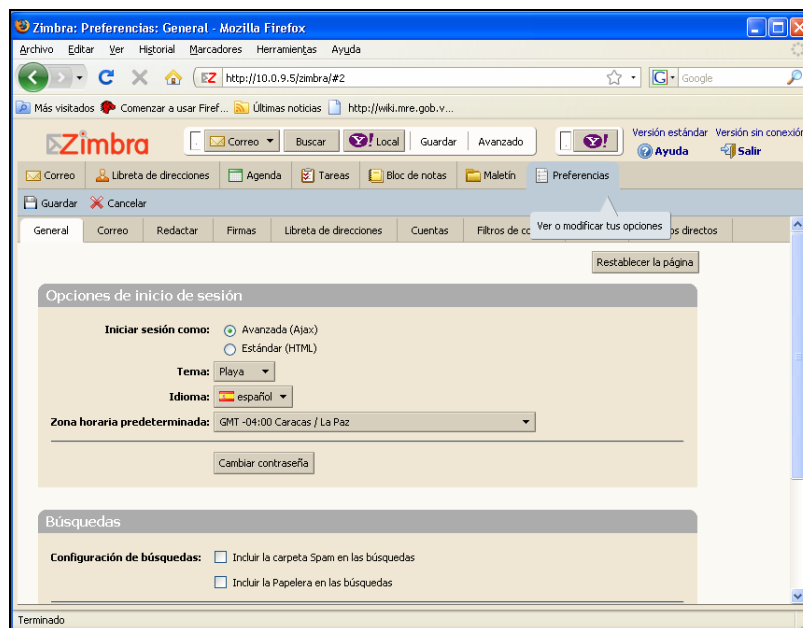 Zimbra: Preferencias: General - Mozilla Firefox
Archivo Editar Ver Historial Marcadores Herramientas Ayuda
http://10.0.9.5/zimbra/#2
G Google
Más visitados Comenzar a usar Firef... Últimas noticias http://wiki.mre.gob.v...
Zimbra Correo Buscar Y! Local Guardar Avanzado Y! Versión estándar Versión sin conexión
Ayuda Salir
Correo Libreta de direcciones Agenda Tareas Bloc de notas Maletín Preferencias
Guardar Cancelar
Ver o modificar tus opciones
General Correo Redactar Firmas Libreta de direcciones Cuentas Filtros de directos
Restablecer la página
Opciones de inicio de sesión
Iniciar sesión como: Avanzada (Ajax)
Estándar (HTML)
Tema: Playa
Idioma: español
Zona horaria predeterminada: GMT -04:00 Caracas / La Paz
Cambiar contraseña
Búsquedas
Configuración de búsquedas: Incluir la carpeta Spam en las búsquedas
Incluir la Papelera en las búsquedas
Terminado